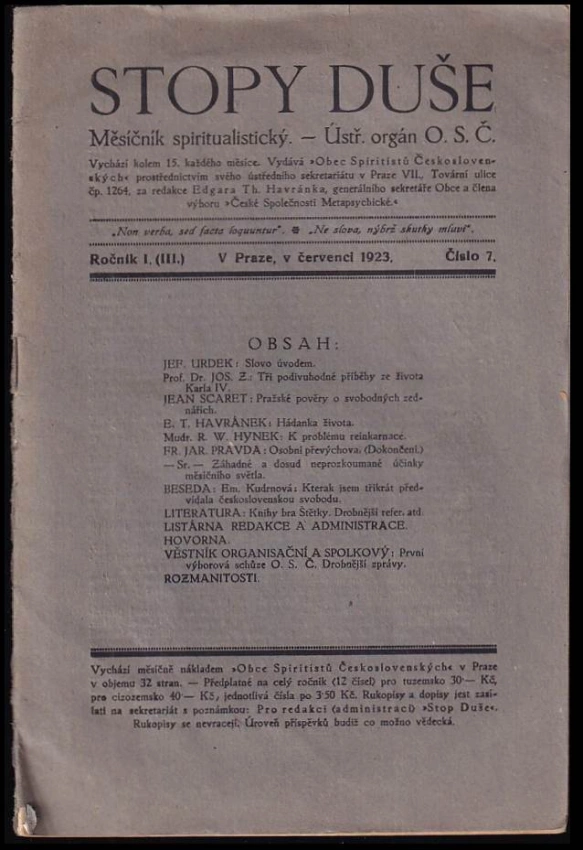 STOPY DUŠE
Měsíčník spiritualistický. — Ústř. orgán O. S. Č.
Vychází kolem 15. každého měsíce. Vydává »Obec Spiritistů Českosloven-
ských« prostřednictvím svého ústředního sekretariátu v Praze VII., Tovární ulice
čp. 1264, za redakce Edgara Th. Havránka, generálního sekretáře Obce a člena
výboru »České Společnosti Metapsychické.«
„Non verba, sed facta loquuntur". „Ne slova, nýbrž skutky mluví".
Ročník I. (III.) V Praze, v červenci 1923. Číslo 7.
OBSAH:
JEF. URDEK: Slovo úvodem.
Prof. Dr. JOS. Z.: Tři podivuhodné příběhy ze života
Karla IV.
JEAN SCARET: Pražské pověry o svobodných zed-
nářích.
E. T. HAVRÁNEK: Hádanka života.
Mudr. R. W. HYNEK: K problému reinkarnace.
FR. JAR. PRAVDA: Osobní převýchova. (Dokončení.)
— Sr. — Záhadné a dosud neprozkoumané účinky
měsíčního světla.
BESEDA: Em. Kudrnová: Kterak jsem třikrát před-
vídala československou svobodu.
LITERATURA: Knihy bra Štětky. Drobnější refer. atd.
LISTÁRNA REDAKCE A ADMINISTRACE.
HOVORNA.
VĚSTNÍK ORGANISAČNÍ A SPOLKOVÝ: První
výborová schůze O. S. Č. Drobnější zprávy.
ROZMANITOSTI.
Vychází měsíčně nákladem »Obce Spiritistů Československých« v Praze
v objemu 32 stran. — Předplatné na celý ročník (12 čísel) pro tuzemsko 30·— Kč,
pro cizozemsko 40·— Kč, jednotlivá čísla po 3·50 Kč. Rukopisy a dopisy jest zasí-
lati na sekretariát s poznámkou: Pro redakci (administraci) »Stop Duše«.
Rukopisy se nevracejí. Úroveň příspěvků budiž co možno vědecká.